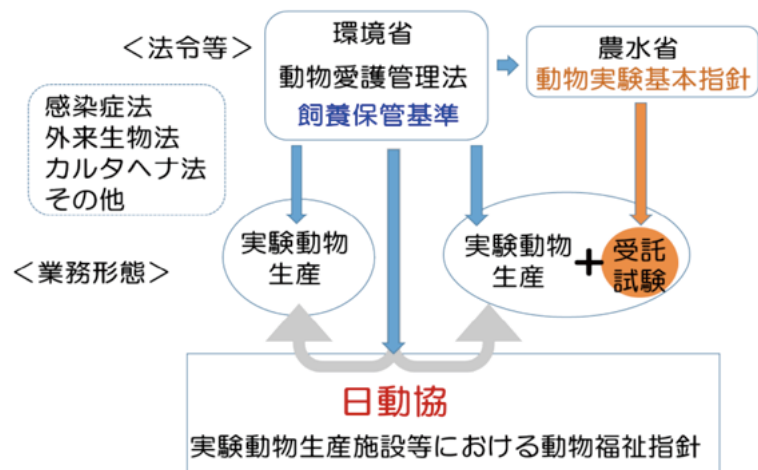 ＜法令等＞
環境省
動物愛護管理法
飼養保管基準
農水省
動物実験基本指針
感染症法
外来生物法
カルタヘナ法
その他
＜業務形態＞
実験動物
生産
実験動物
生産
+
受託
試験
日動協
実験動物生産施設等における動物福祉指針